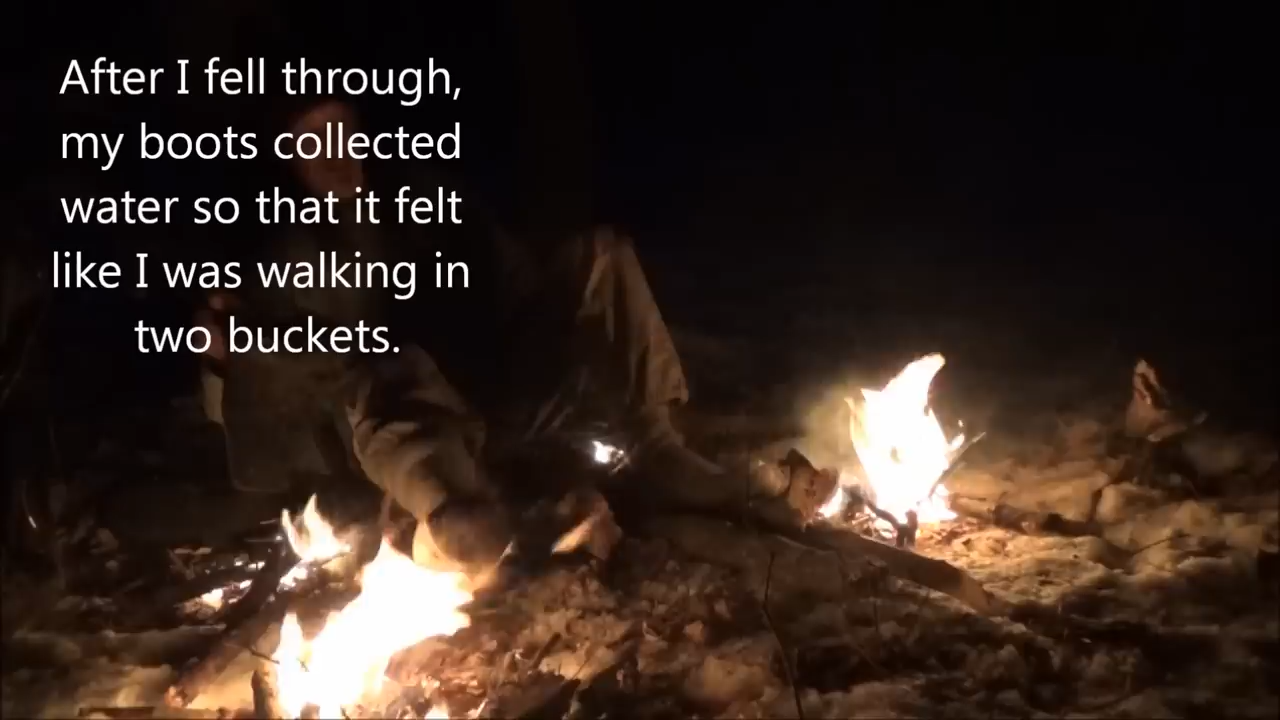 After I fell through,
my boots collected
water so that it felt
like I was walking in
two buckets.